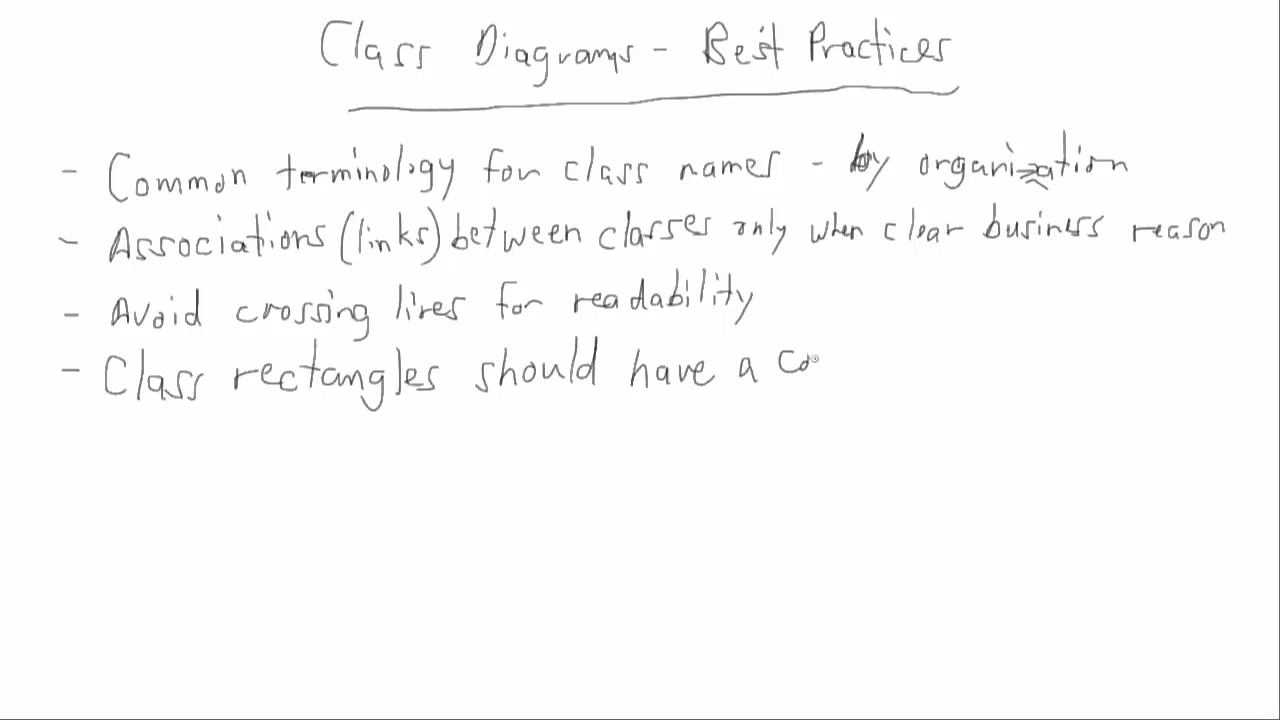 Class Diagrams - Best Practices
- Common terminology for class names - by organization
- Associations (links) between classes only when clear business reason
- Avoid crossing lines for readability
- Class rectangles should have a co